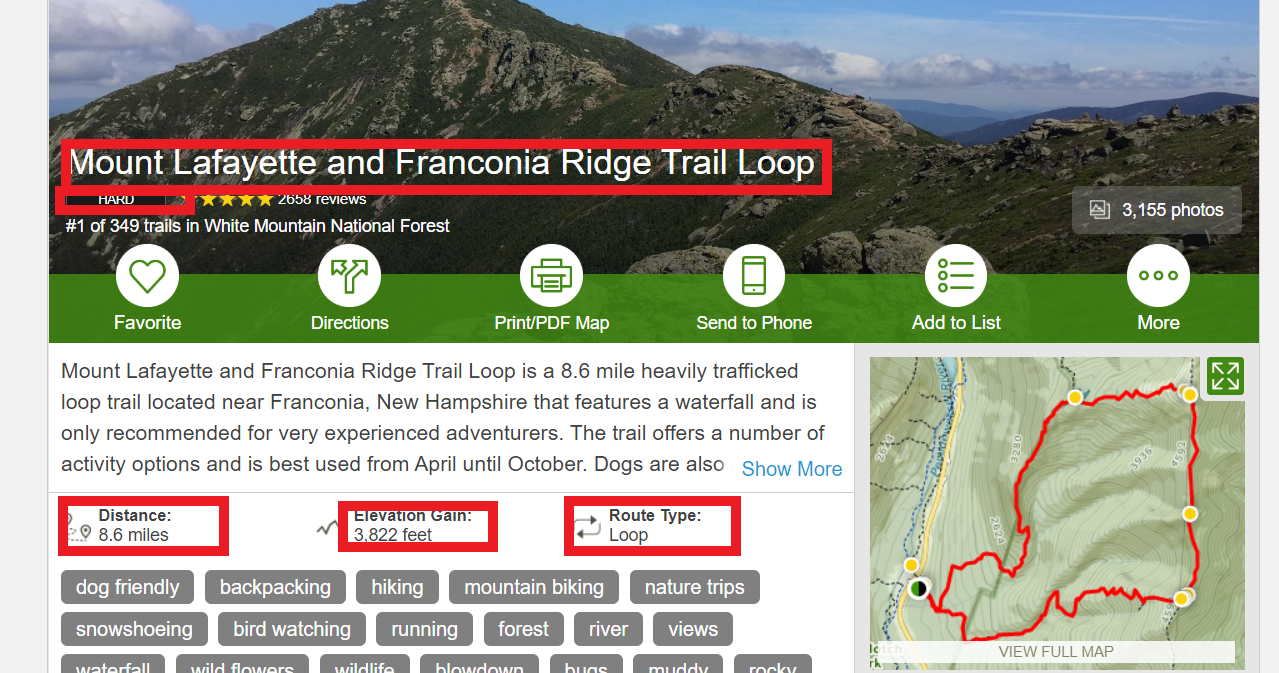 Mount Lafayette and Franconia Ridge Trail Loop
HARD
2658 reviews
#1 of 349 trails in White Mountain National Forest
3,155 photos
Favorite
Directions
Print/PDF Map
Send to Phone
Add to List
More
Mount Lafayette and Franconia Ridge Trail Loop is a 8.6 mile heavily trafficked
loop trail located near Franconia, New Hampshire that features a waterfall and is
only recommended for very experienced adventurers. The trail offers a number of
activity options and is best used from April until October. Dogs are also
Show More
Distance:
8.6 miles
Elevation Gain:
3,822 feet
Route Type:
Loop
dog friendly
backpacking
hiking
mountain biking
nature trips
snowshoeing
bird watching
running
forest
river
views
waterfall
wild flowers
wildlife
blowdown
bugs
muddy
rocky
2624
3280
3936
4592
2624
VIEW FULL MAP